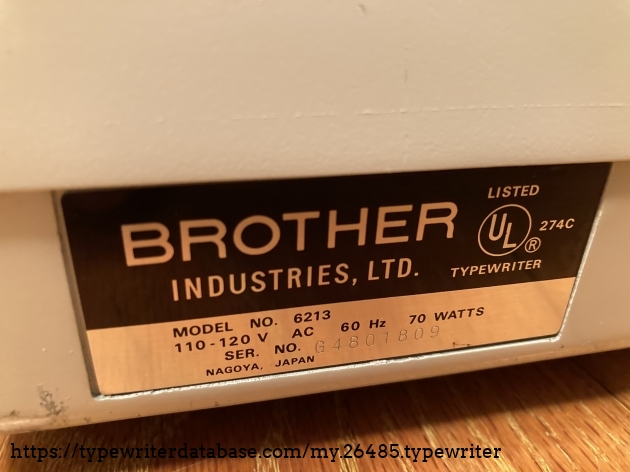 BROTHER
INDUSTRIES, LTD.
LISTED
UL ® 274C
TYPEWRITER
MODEL NO. 6213
110-120 V AC 60 Hz 70 WATTS
SER. NO. G4801809
NAGOYA, JAPAN
https://typewriterdatabase.com/my.26485.typewriter